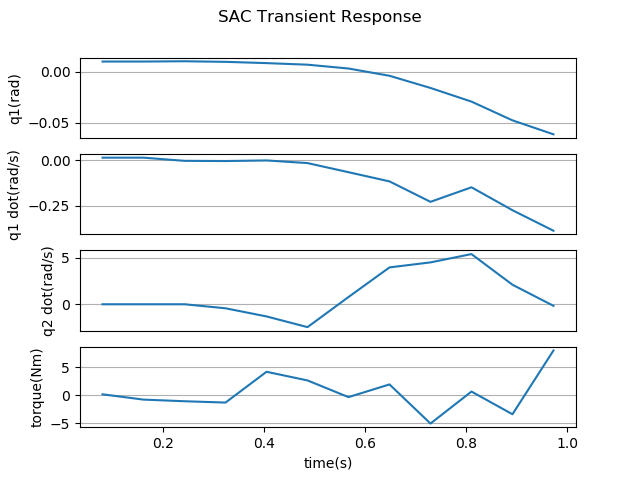 SAC Transient Response
q1(rad)
0.00
−0.05
q1 dot(rad/s)
0.00
−0.25
q2 dot(rad/s)
5
0
torque(Nm)
5
0
−5
0.2 0.4 0.6 0.8 1.0
time(s)